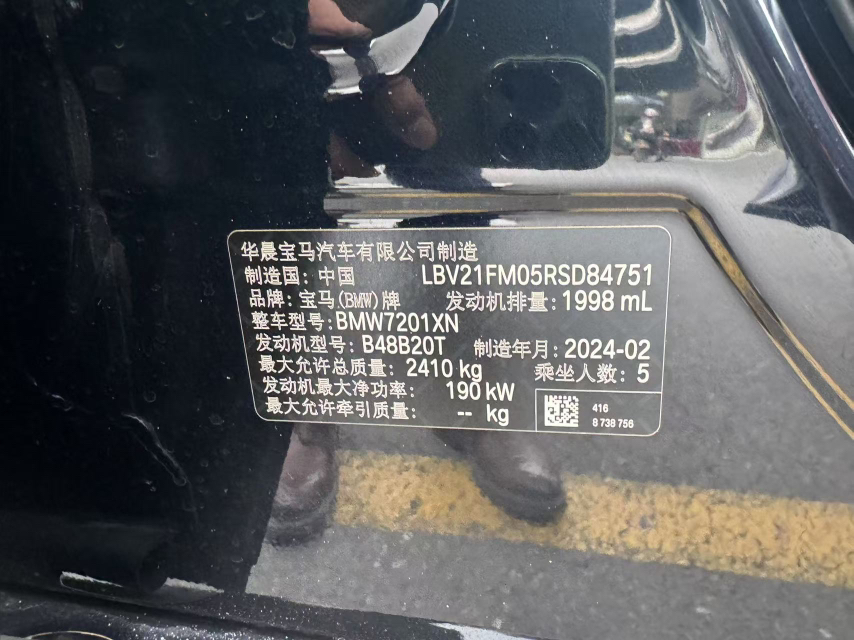 华晨宝马汽车有限公司制造
制造国: 中国 LBV21FM05RSD84751
品牌: 宝马(BMW)牌 发动机排量: 1998 mL
整车型号: BMW7201XN
发动机型号: B48B20T 制造年月: 2024-02
最大允许总质量: 2410 kg 乘坐人数: 5
发动机最大净功率: 190 kW
最大允许牵引质量: -- kg
416
8 738 756